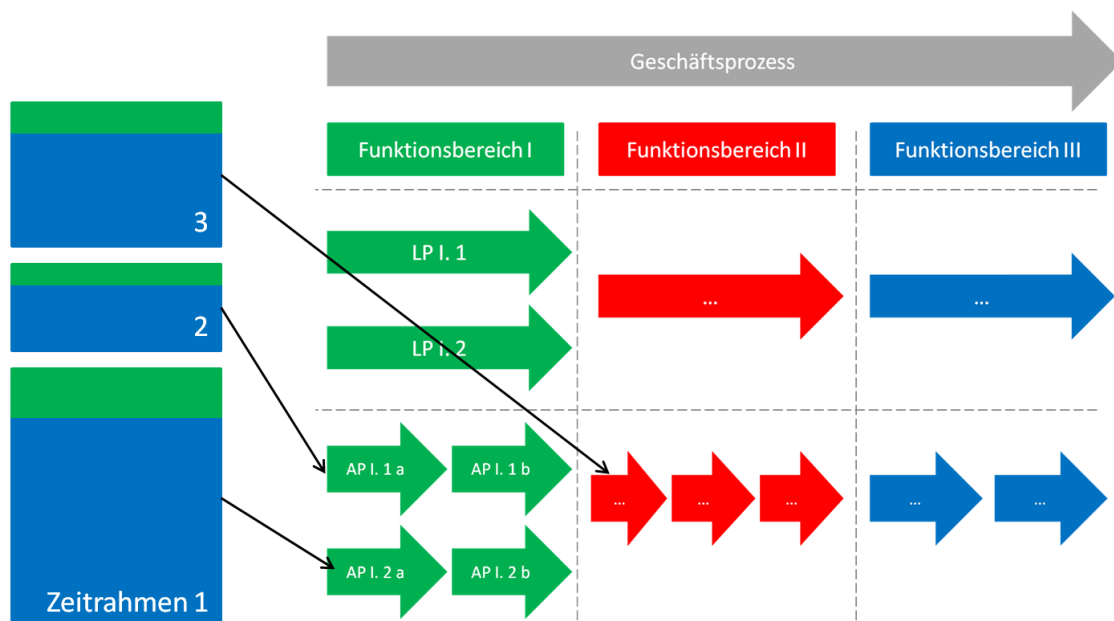 Geschäftsprozess
Funktionsbereich I
Funktionsbereich II
Funktionsbereich III
3
LP I. 1
...
...
2
LP I. 2
Zeitrahmen 1
AP I. 1 a
AP I. 1 b
...
...
...
...
...
AP I. 2 a
AP I. 2 b